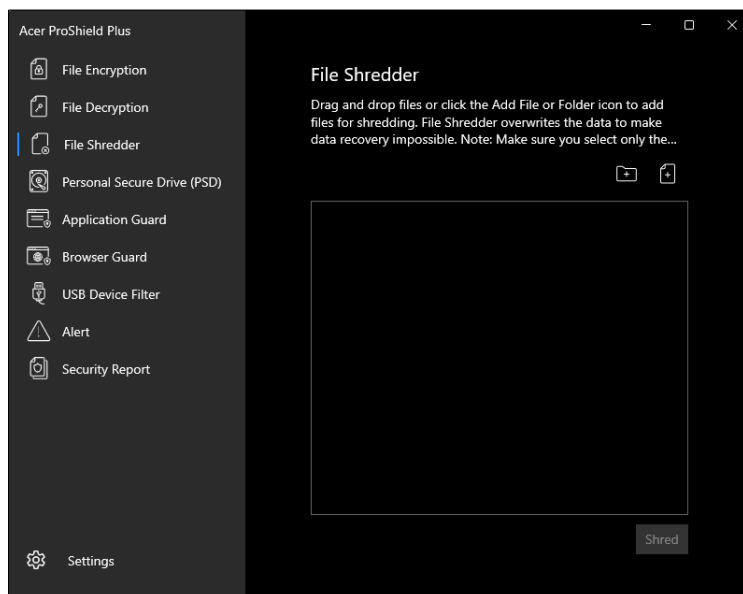 Acer ProShield Plus
File Encryption
File Decryption
File Shredder
Personal Secure Drive (PSD)
Application Guard
Browser Guard
USB Device Filter
Alert
Security Report
Settings
File Shredder
Drag and drop files or click the Add File or Folder icon to add
files for shredding. File Shredder overwrites the data to make
data recovery impossible. Note: Make sure you select only the...
Shred